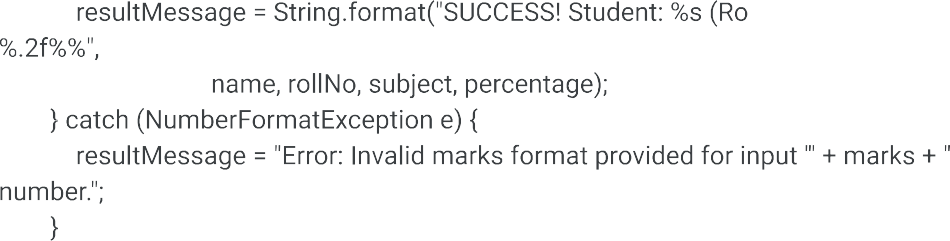 resultMessage = String.format("SUCCESS! Student: %s (Ro
%.2f%%",
name, rollNo, subject, percentage);
} catch (NumberFormatException e) {
resultMessage = "Error: Invalid marks format provided for input '" + marks + "
number.";
}